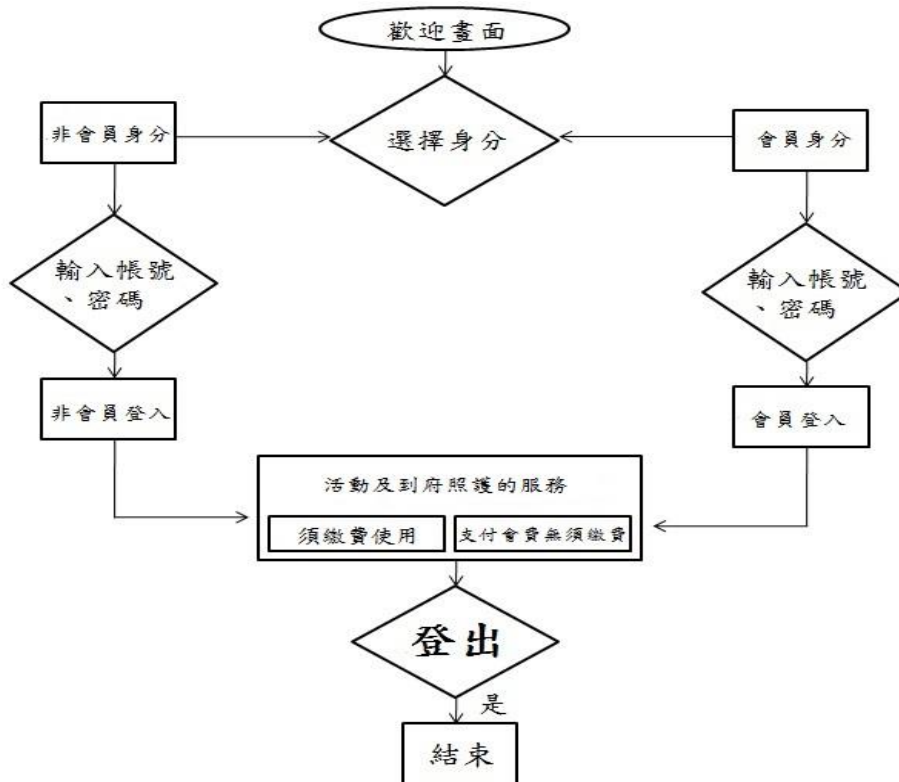 歡迎畫面
選擇身分
非會員身分
會員身分
輸入帳號
、密碼
輸入帳號
、密碼
非會員登入
會員登入
活動及到府照護的服務
須繳費使用
支付會費無須繳費
登出
是
結束